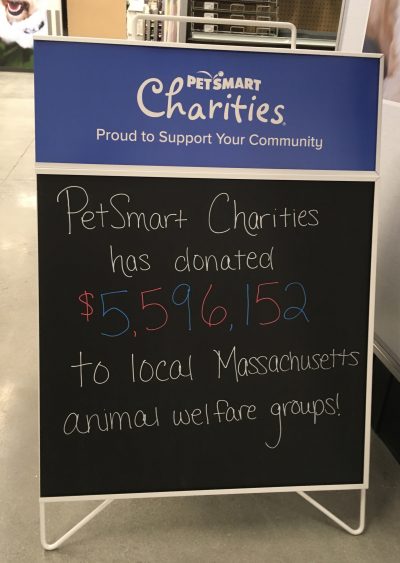 PETSMART
Charities
Proud to Support Your Community
PetSmart Charities
has donated
$5,596,152
to local Massachusetts
animal welfare groups!